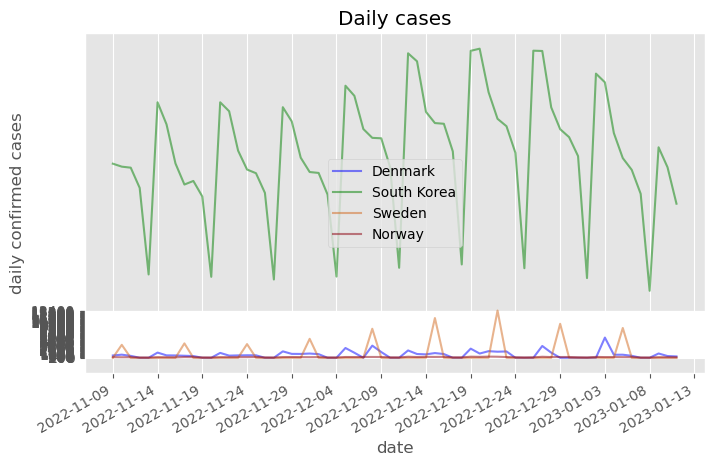 Daily cases
daily confirmed cases
Denmark
South Korea
Sweden
Norway
2022-11-09
2022-11-14
2022-11-19
2022-11-24
2022-11-29
2022-12-04
2022-12-09
2022-12-14
2022-12-19
2022-12-24
2022-12-29
2023-01-03
2023-01-08
2023-01-13
date